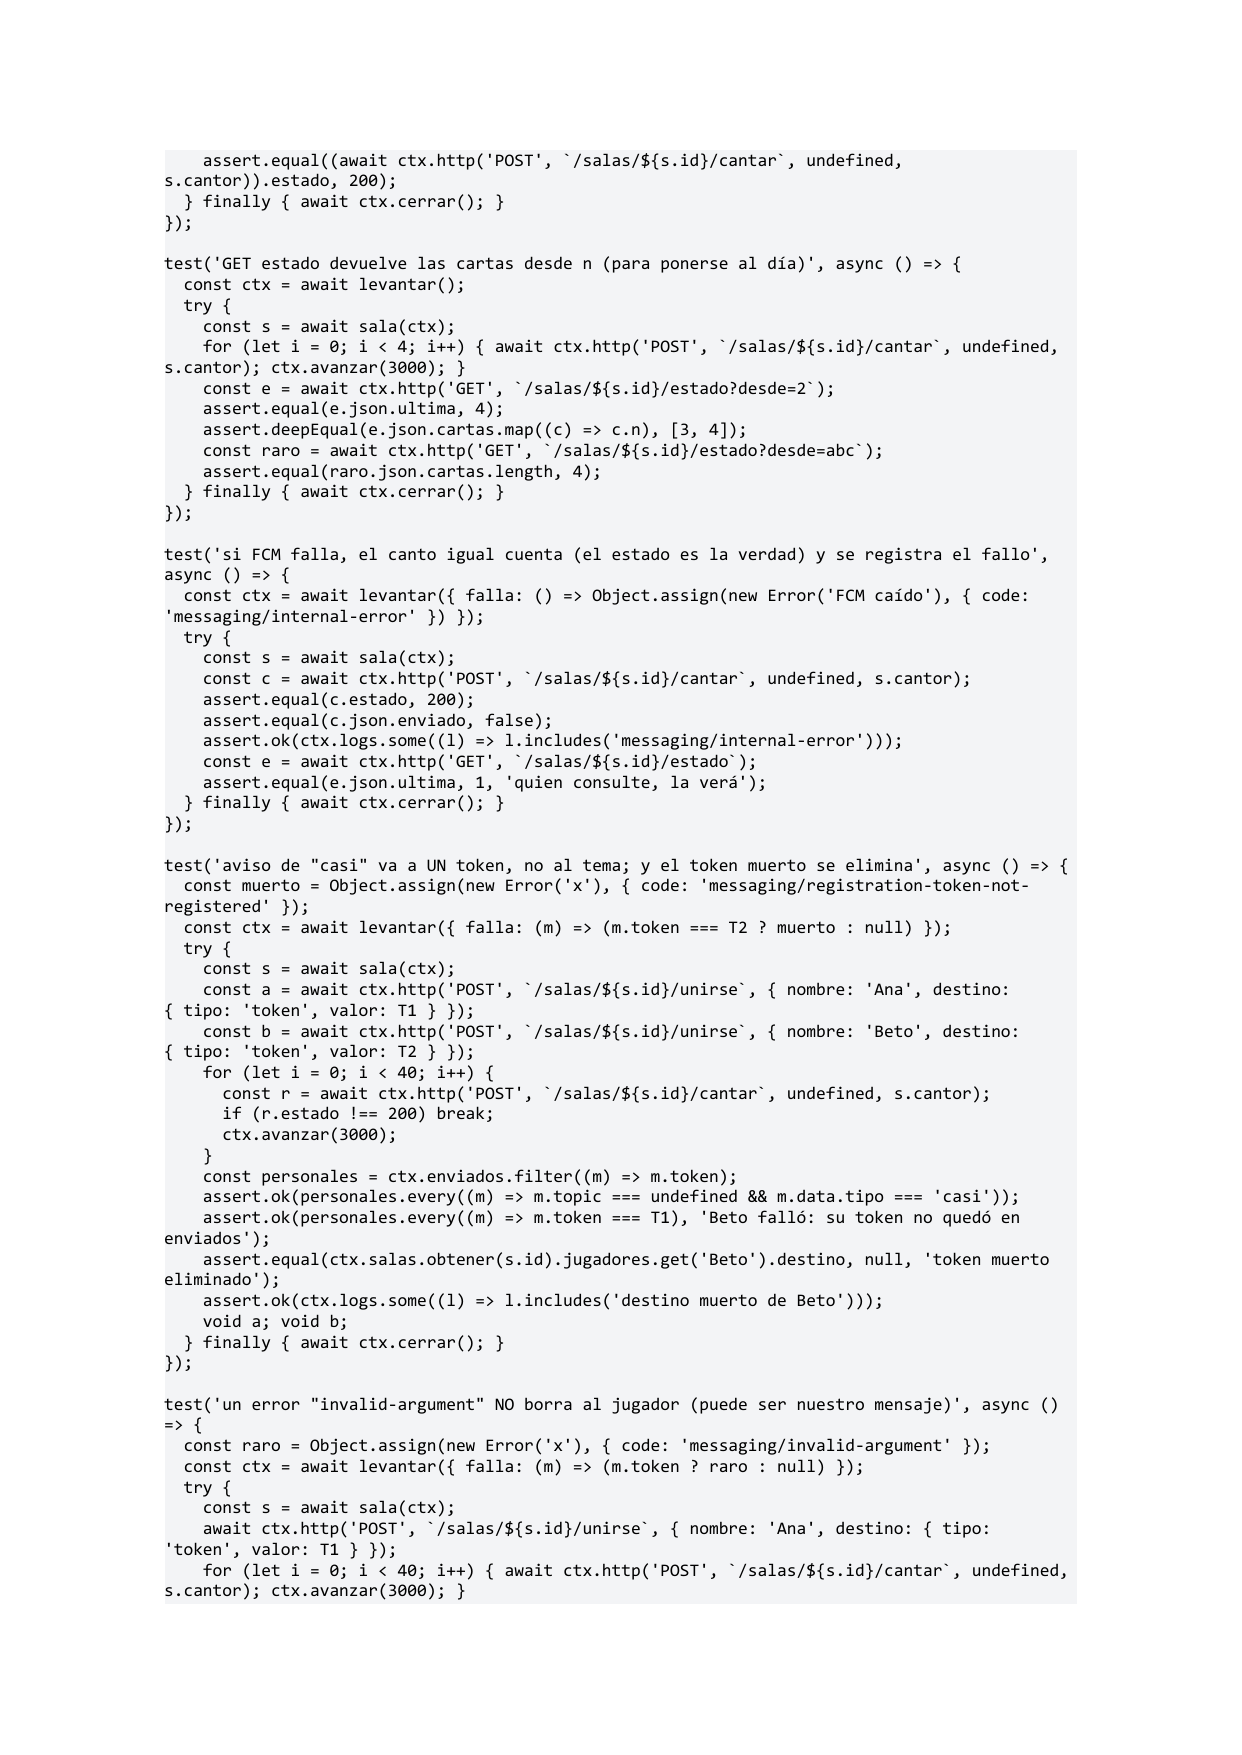 assert.equal((await ctx.http('POST', `/salas/${s.id}/cantar`, undefined,
s.cantor)).estado, 200);
  } finally { await ctx.cerrar(); }
});

test('GET estado devuelve las cartas desde n (para ponerse al día)', async () => {
  const ctx = await levantar();
  try {
    const s = await sala(ctx);
    for (let i = 0; i < 4; i++) { await ctx.http('POST', `/salas/${s.id}/cantar`, undefined,
s.cantor); ctx.avanzar(3000); }
    const e = await ctx.http('GET', `/salas/${s.id}/estado?desde=2`);
    assert.equal(e.json.ultima, 4);
    assert.deepEqual(e.json.cartas.map((c) => c.n), [3, 4]);
    const raro = await ctx.http('GET', `/salas/${s.id}/estado?desde=abc`);
    assert.equal(raro.json.cartas.length, 4);
  } finally { await ctx.cerrar(); }
});

test('si FCM falla, el canto igual cuenta (el estado es la verdad) y se registra el fallo',
async () => {
  const ctx = await levantar({ falla: () => Object.assign(new Error('FCM caído'), { code:
'messaging/internal-error' }) });
  try {
    const s = await sala(ctx);
    const c = await ctx.http('POST', `/salas/${s.id}/cantar`, undefined, s.cantor);
    assert.equal(c.estado, 200);
    assert.equal(c.json.enviado, false);
    assert.ok(ctx.logs.some((l) => l.includes('messaging/internal-error')));
    const e = await ctx.http('GET', `/salas/${s.id}/estado`);
    assert.equal(e.json.ultima, 1, 'quien consulte, la verá');
  } finally { await ctx.cerrar(); }
});

test('aviso de "casi" va a UN token, no al tema; y el token muerto se elimina', async () => {
  const muerto = Object.assign(new Error('x'), { code: 'messaging/registration-token-not-
registered' });
  const ctx = await levantar({ falla: (m) => (m.token === T2 ? muerto : null) });
  try {
    const s = await sala(ctx);
    const a = await ctx.http('POST', `/salas/${s.id}/unirse`, { nombre: 'Ana', destino:
{ tipo: 'token', valor: T1 } });
    const b = await ctx.http('POST', `/salas/${s.id}/unirse`, { nombre: 'Beto', destino:
{ tipo: 'token', valor: T2 } });
    for (let i = 0; i < 40; i++) {
      const r = await ctx.http('POST', `/salas/${s.id}/cantar`, undefined, s.cantor);
      if (r.estado !== 200) break;
      ctx.avanzar(3000);
    }
    const personales = ctx.enviados.filter((m) => m.token);
    assert.ok(personales.every((m) => m.topic === undefined && m.data.tipo === 'casi'));
    assert.ok(personales.every((m) => m.token === T1), 'Beto falló: su token no quedó en
enviados');
    assert.equal(ctx.salas.obtener(s.id).jugadores.get('Beto').destino, null, 'token muerto
eliminado');
    assert.ok(ctx.logs.some((l) => l.includes('destino muerto de Beto')));
    void a; void b;
  } finally { await ctx.cerrar(); }
});

test('un error "invalid-argument" NO borra al jugador (puede ser nuestro mensaje)', async ()
=> {
  const raro = Object.assign(new Error('x'), { code: 'messaging/invalid-argument' });
  const ctx = await levantar({ falla: (m) => (m.token ? raro : null) });
  try {
    const s = await sala(ctx);
    await ctx.http('POST', `/salas/${s.id}/unirse`, { nombre: 'Ana', destino: { tipo:
'token', valor: T1 } });
    for (let i = 0; i < 40; i++) { await ctx.http('POST', `/salas/${s.id}/cantar`, undefined,
s.cantor); ctx.avanzar(3000); }